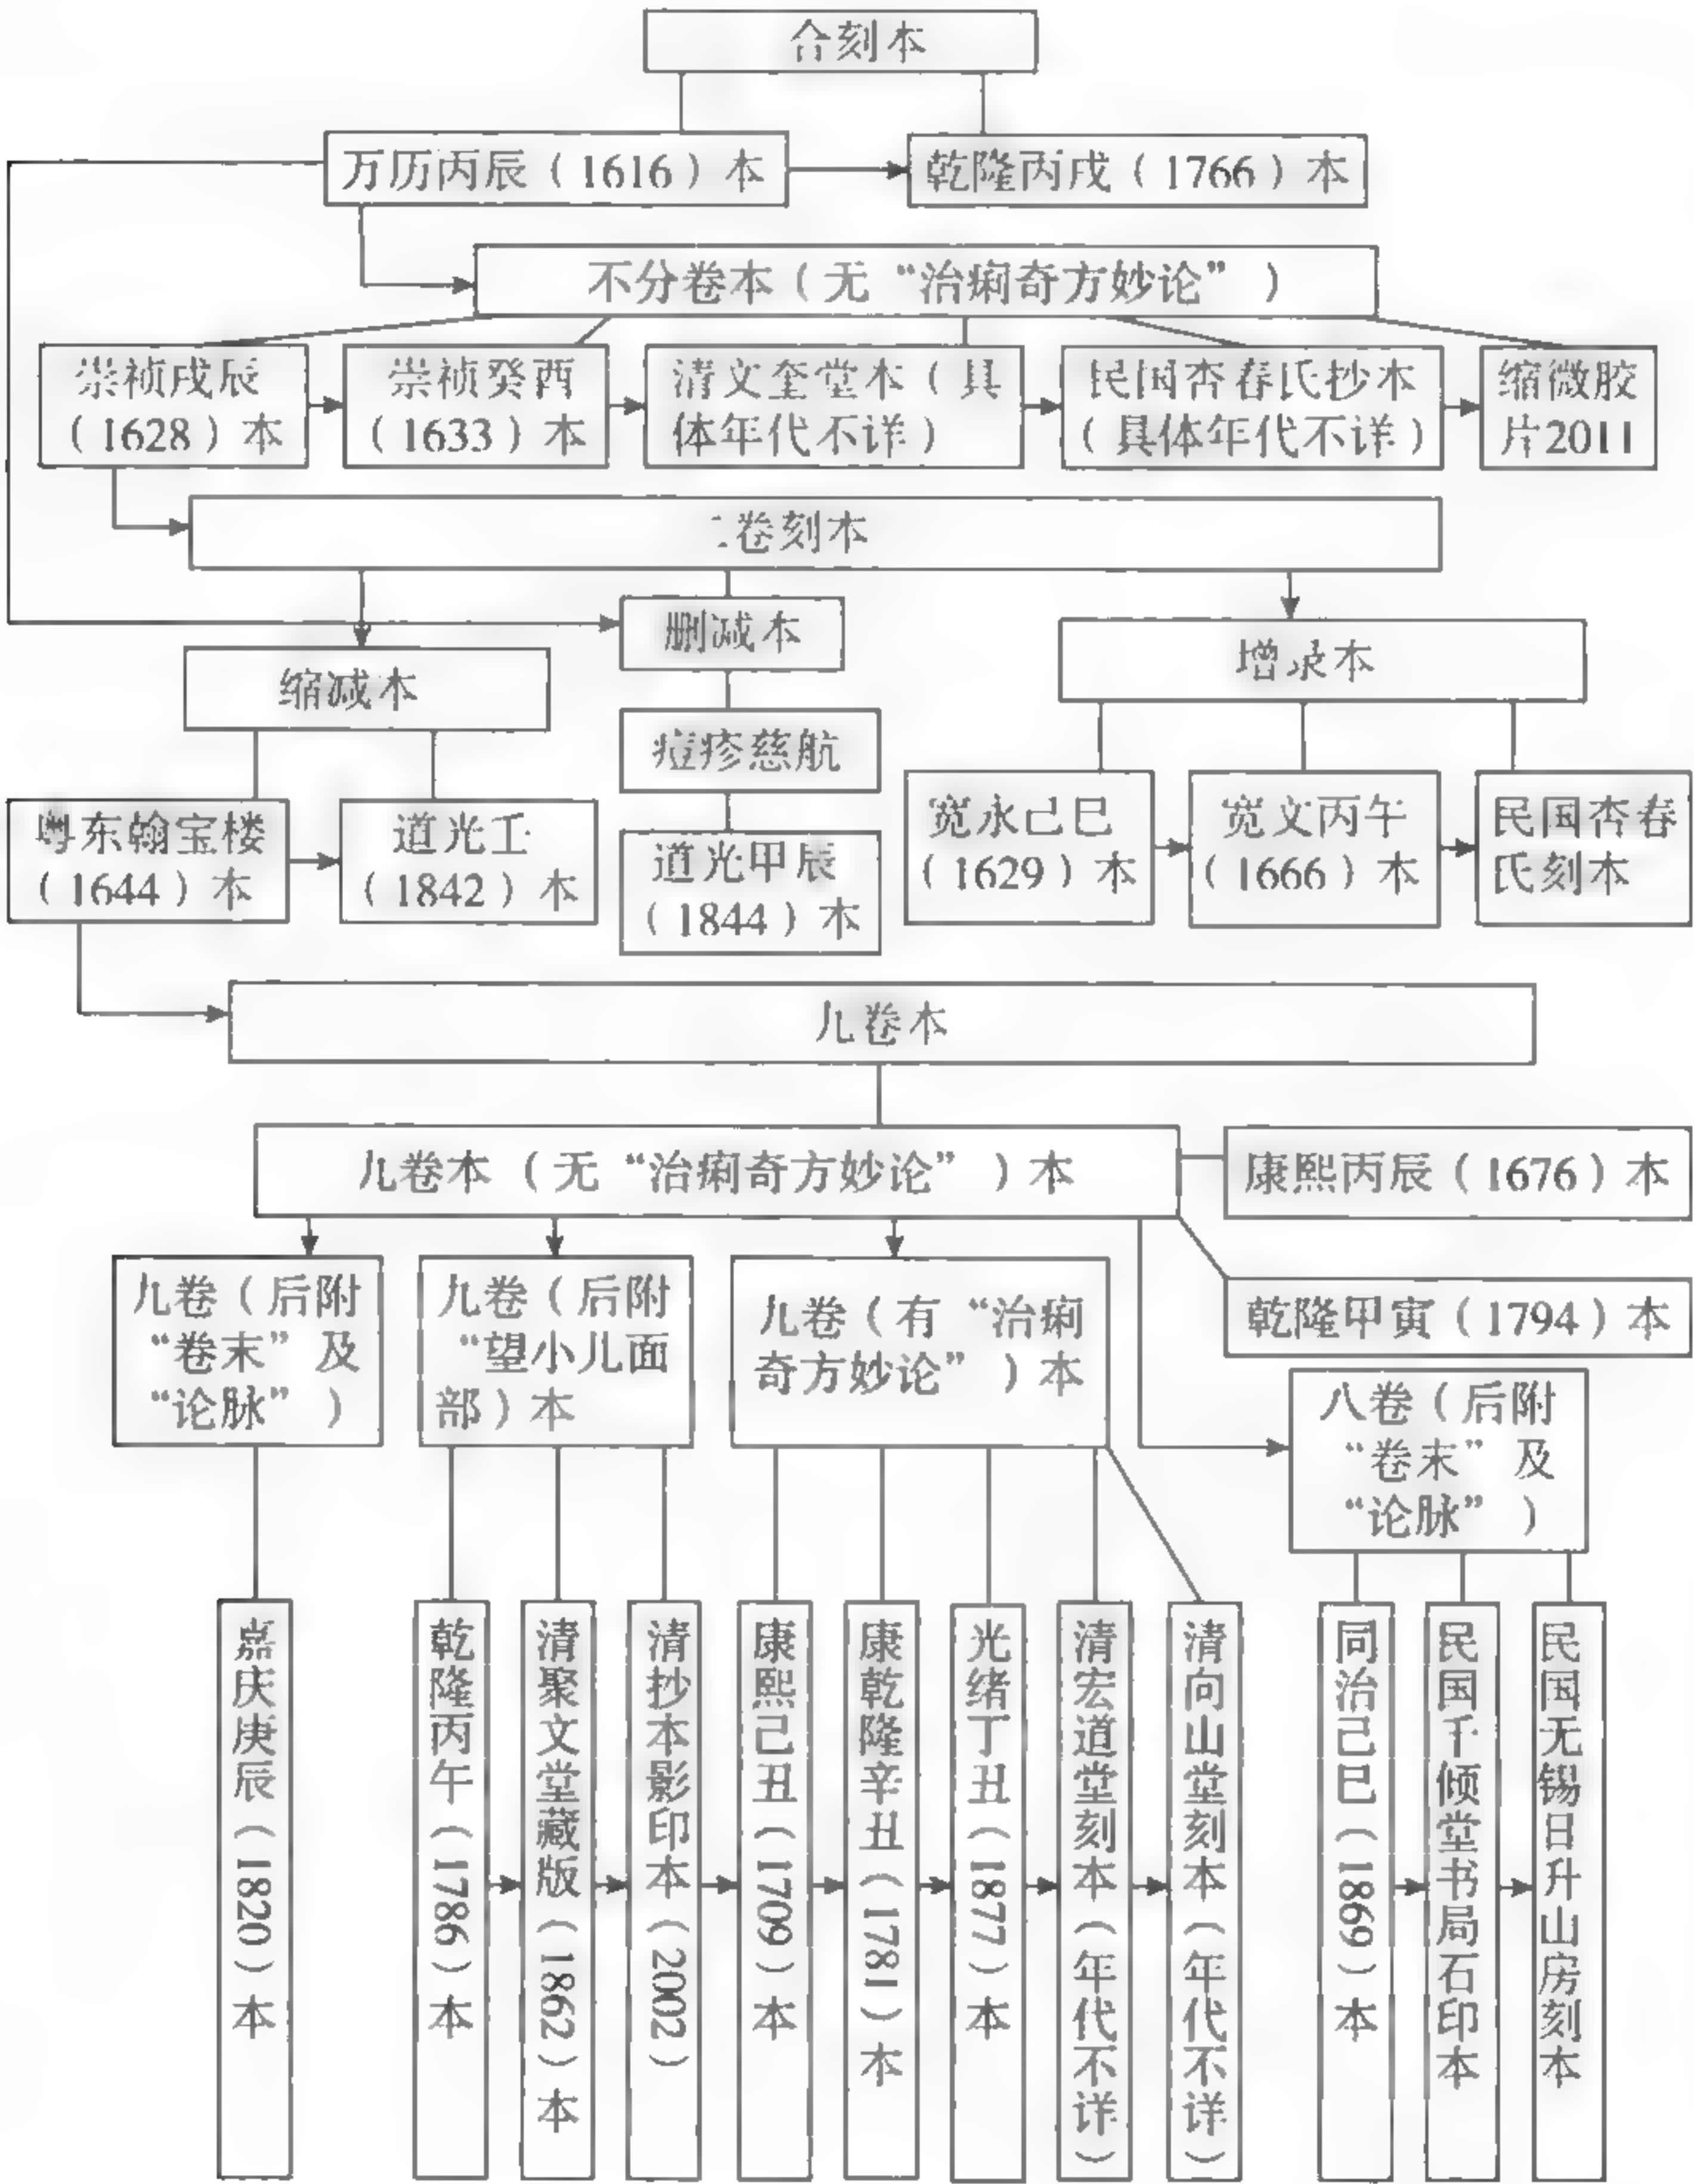 合刻本
万历丙辰（1616）本
乾隆丙戌（1766）本
不分卷本（无“治痢奇方妙论”）
崇祯戊辰
（1628）本
崇祯癸酉
（1633）本
清文奎堂本（具
体年代不详）
民国杏春氏抄本
（具体年代不详）
缩微胶
片2011
卷刻本
删减本
增录本
缩减本
痘疹慈航
粤东翰宝楼
（1644）本
道光壬
（1842）本
道光甲辰
（1844）本
宽永己巳
（1629）本
宽文丙午
（1666）本
民国杏春
氏刻本
九卷本
九卷本（无“治痢奇方妙论”）本
康熙丙辰（1676）本
乾隆甲寅（1794）本
九卷（后附
“卷末”及
“论脉”）
九卷（后附
“望小儿面
部）本
九卷（有“治痢
奇方妙论”）本
八卷（后附
“卷末”及
“论脉”）
嘉庆庚辰（1820）本
乾隆丙午（1786）本
清聚文堂藏版（1862）本
清抄本影印本（2002）
康熙己丑（1709）本
康乾隆辛丑（1781）本
光绪丁丑（1877）本
清宏道堂刻本（年代不详）
清向山堂刻本（年代不详）
同治己巳（1869）本
民国千倾堂书局石印本
民国无锡日升山房刻本